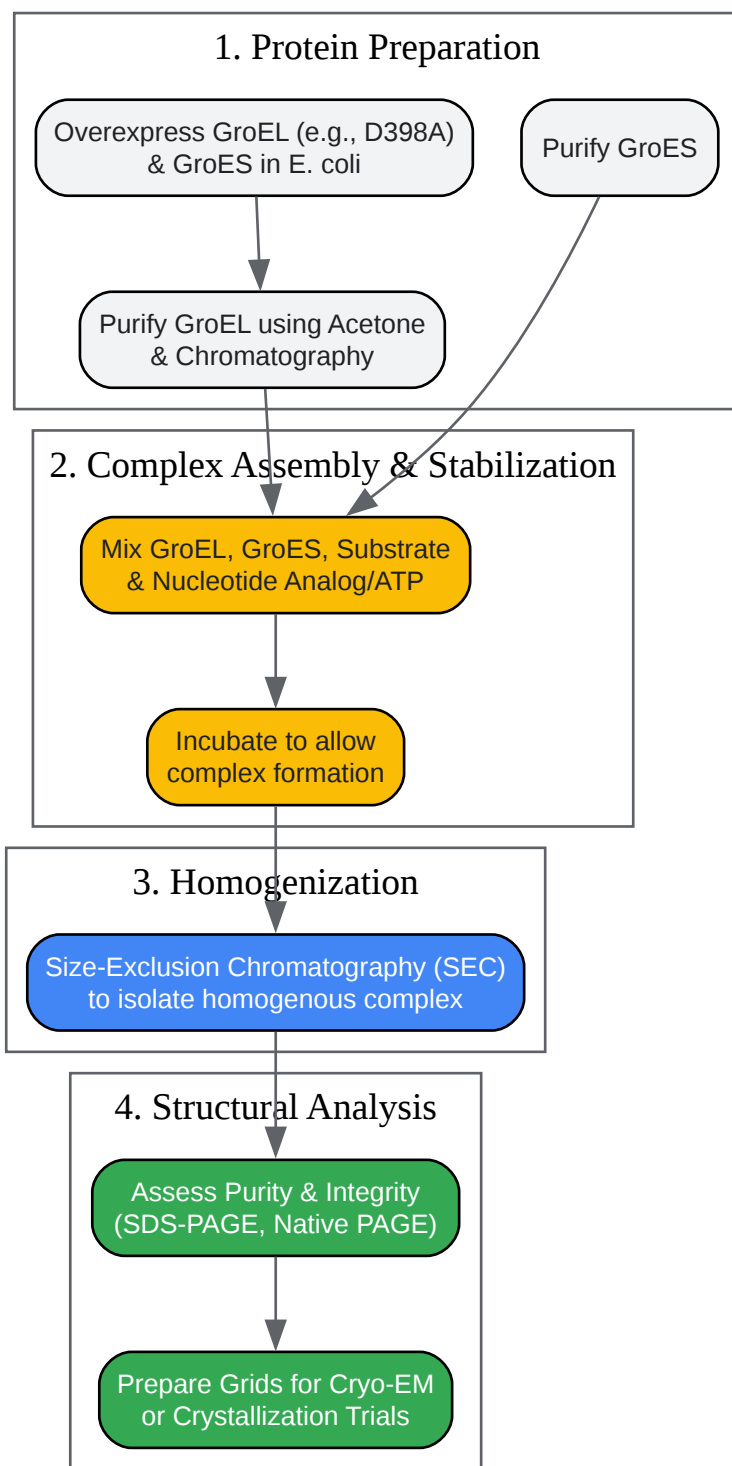 1. Protein Preparation
Overexpress GroEL (e.g., D398A)
& GroES in E. coli
Purify GroES
Purify GroEL using Acetone
& Chromatography
2. Complex Assembly & Stabilization
Mix GroEL, GroES, Substrate
& Nucleotide Analog/ATP
Incubate to allow
complex formation
3. Homogenization
Size-Exclusion Chromatography (SEC)
to isolate homogenous complex
4. Structural Analysis
Assess Purity & Integrity
(SDS-PAGE, Native PAGE)
Prepare Grids for Cryo-EM
or Crystallization Trials